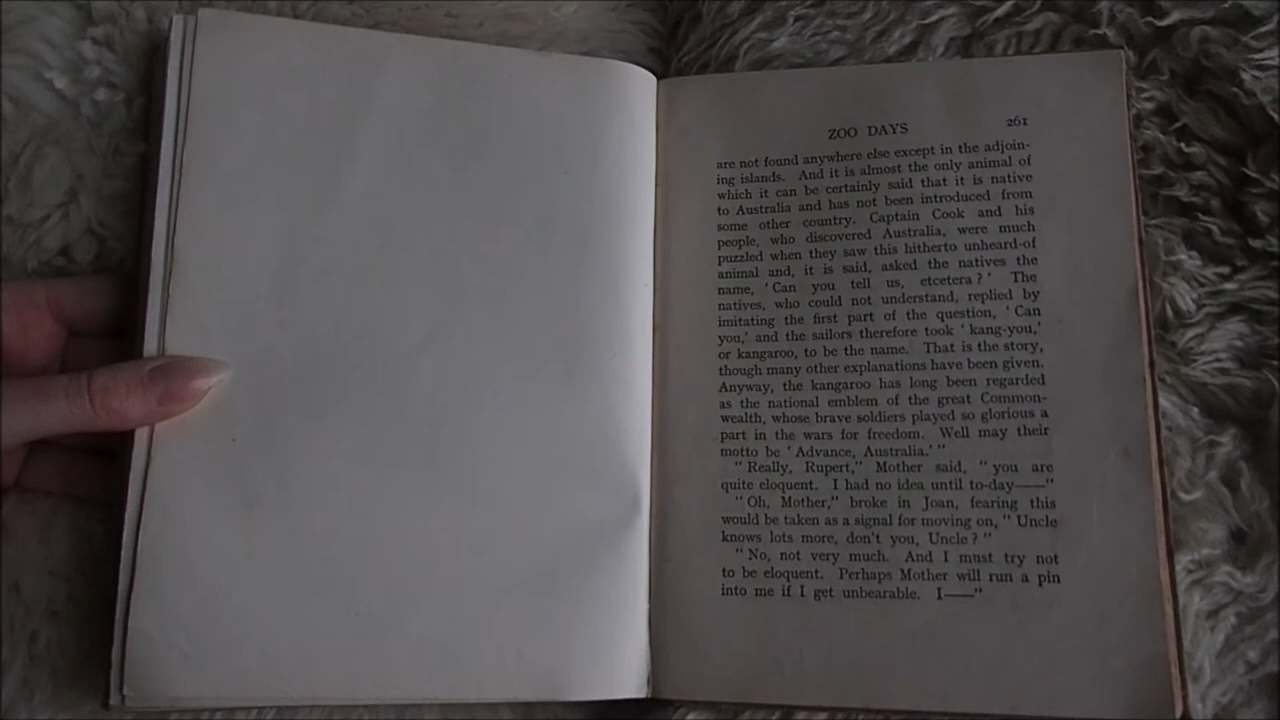 ZOO DAYS 261
are not found anywhere else except in the adjoin-
ing islands. And it is almost the only animal of
which it can be certainly said that it is native
to Australia and has not been introduced from
some other country. Captain Cook and his
people, who discovered Australia, were much
puzzled when they saw this hitherto unheard-of
animal and, it is said, asked the natives the
name, ‘Can you tell us, etcetera?’ The
natives, who could not understand, replied by
imitating the first part of the question, ‘Can
you,’ and the sailors therefore took ‘kang-you,’
or kangaroo, to be the name. That is the story,
though many other explanations have been given.
Anyway, the kangaroo has long been regarded
as the national emblem of the great Common-
wealth, whose brave soldiers played so glorious a
part in the wars for freedom. Well may their
motto be ‘Advance, Australia.’”
“Really, Rupert,” Mother said, “you are
quite eloquent. I had no idea until to-day——”
“Oh, Mother,” broke in Joan, fearing this
would be taken as a signal for moving on, “Uncle
knows lots more, don't you, Uncle?”
“No, not very much. And I must try not
to be eloquent. Perhaps Mother will run a pin
into me if I get unbearable. I——”